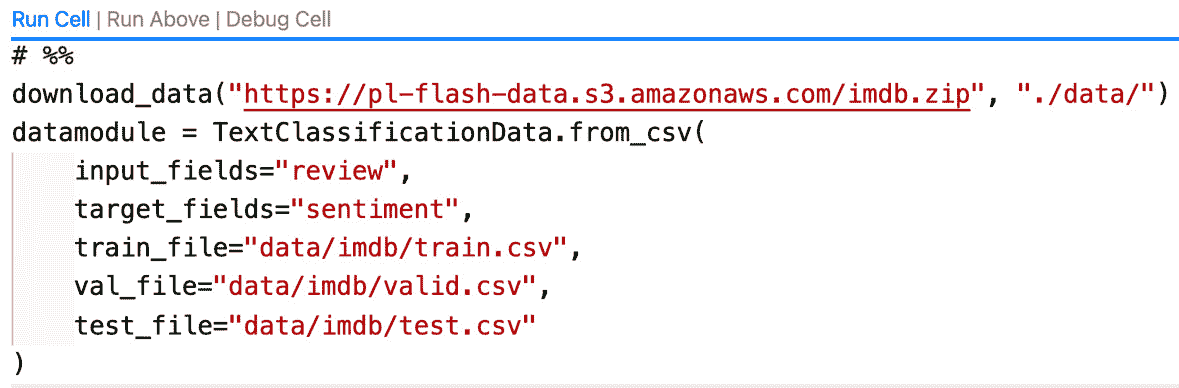 Run Cell | Run Above | Debug Cell
# %%
download_data("https://pl-flash-data.s3.amazonaws.com/imdb.zip", "./data/")
datamodule = TextClassificationData.from_csv(
    input_fields="review",
    target_fields="sentiment",
    train_file="data/imdb/train.csv",
    val_file="data/imdb/valid.csv",
    test_file="data/imdb/test.csv"
)